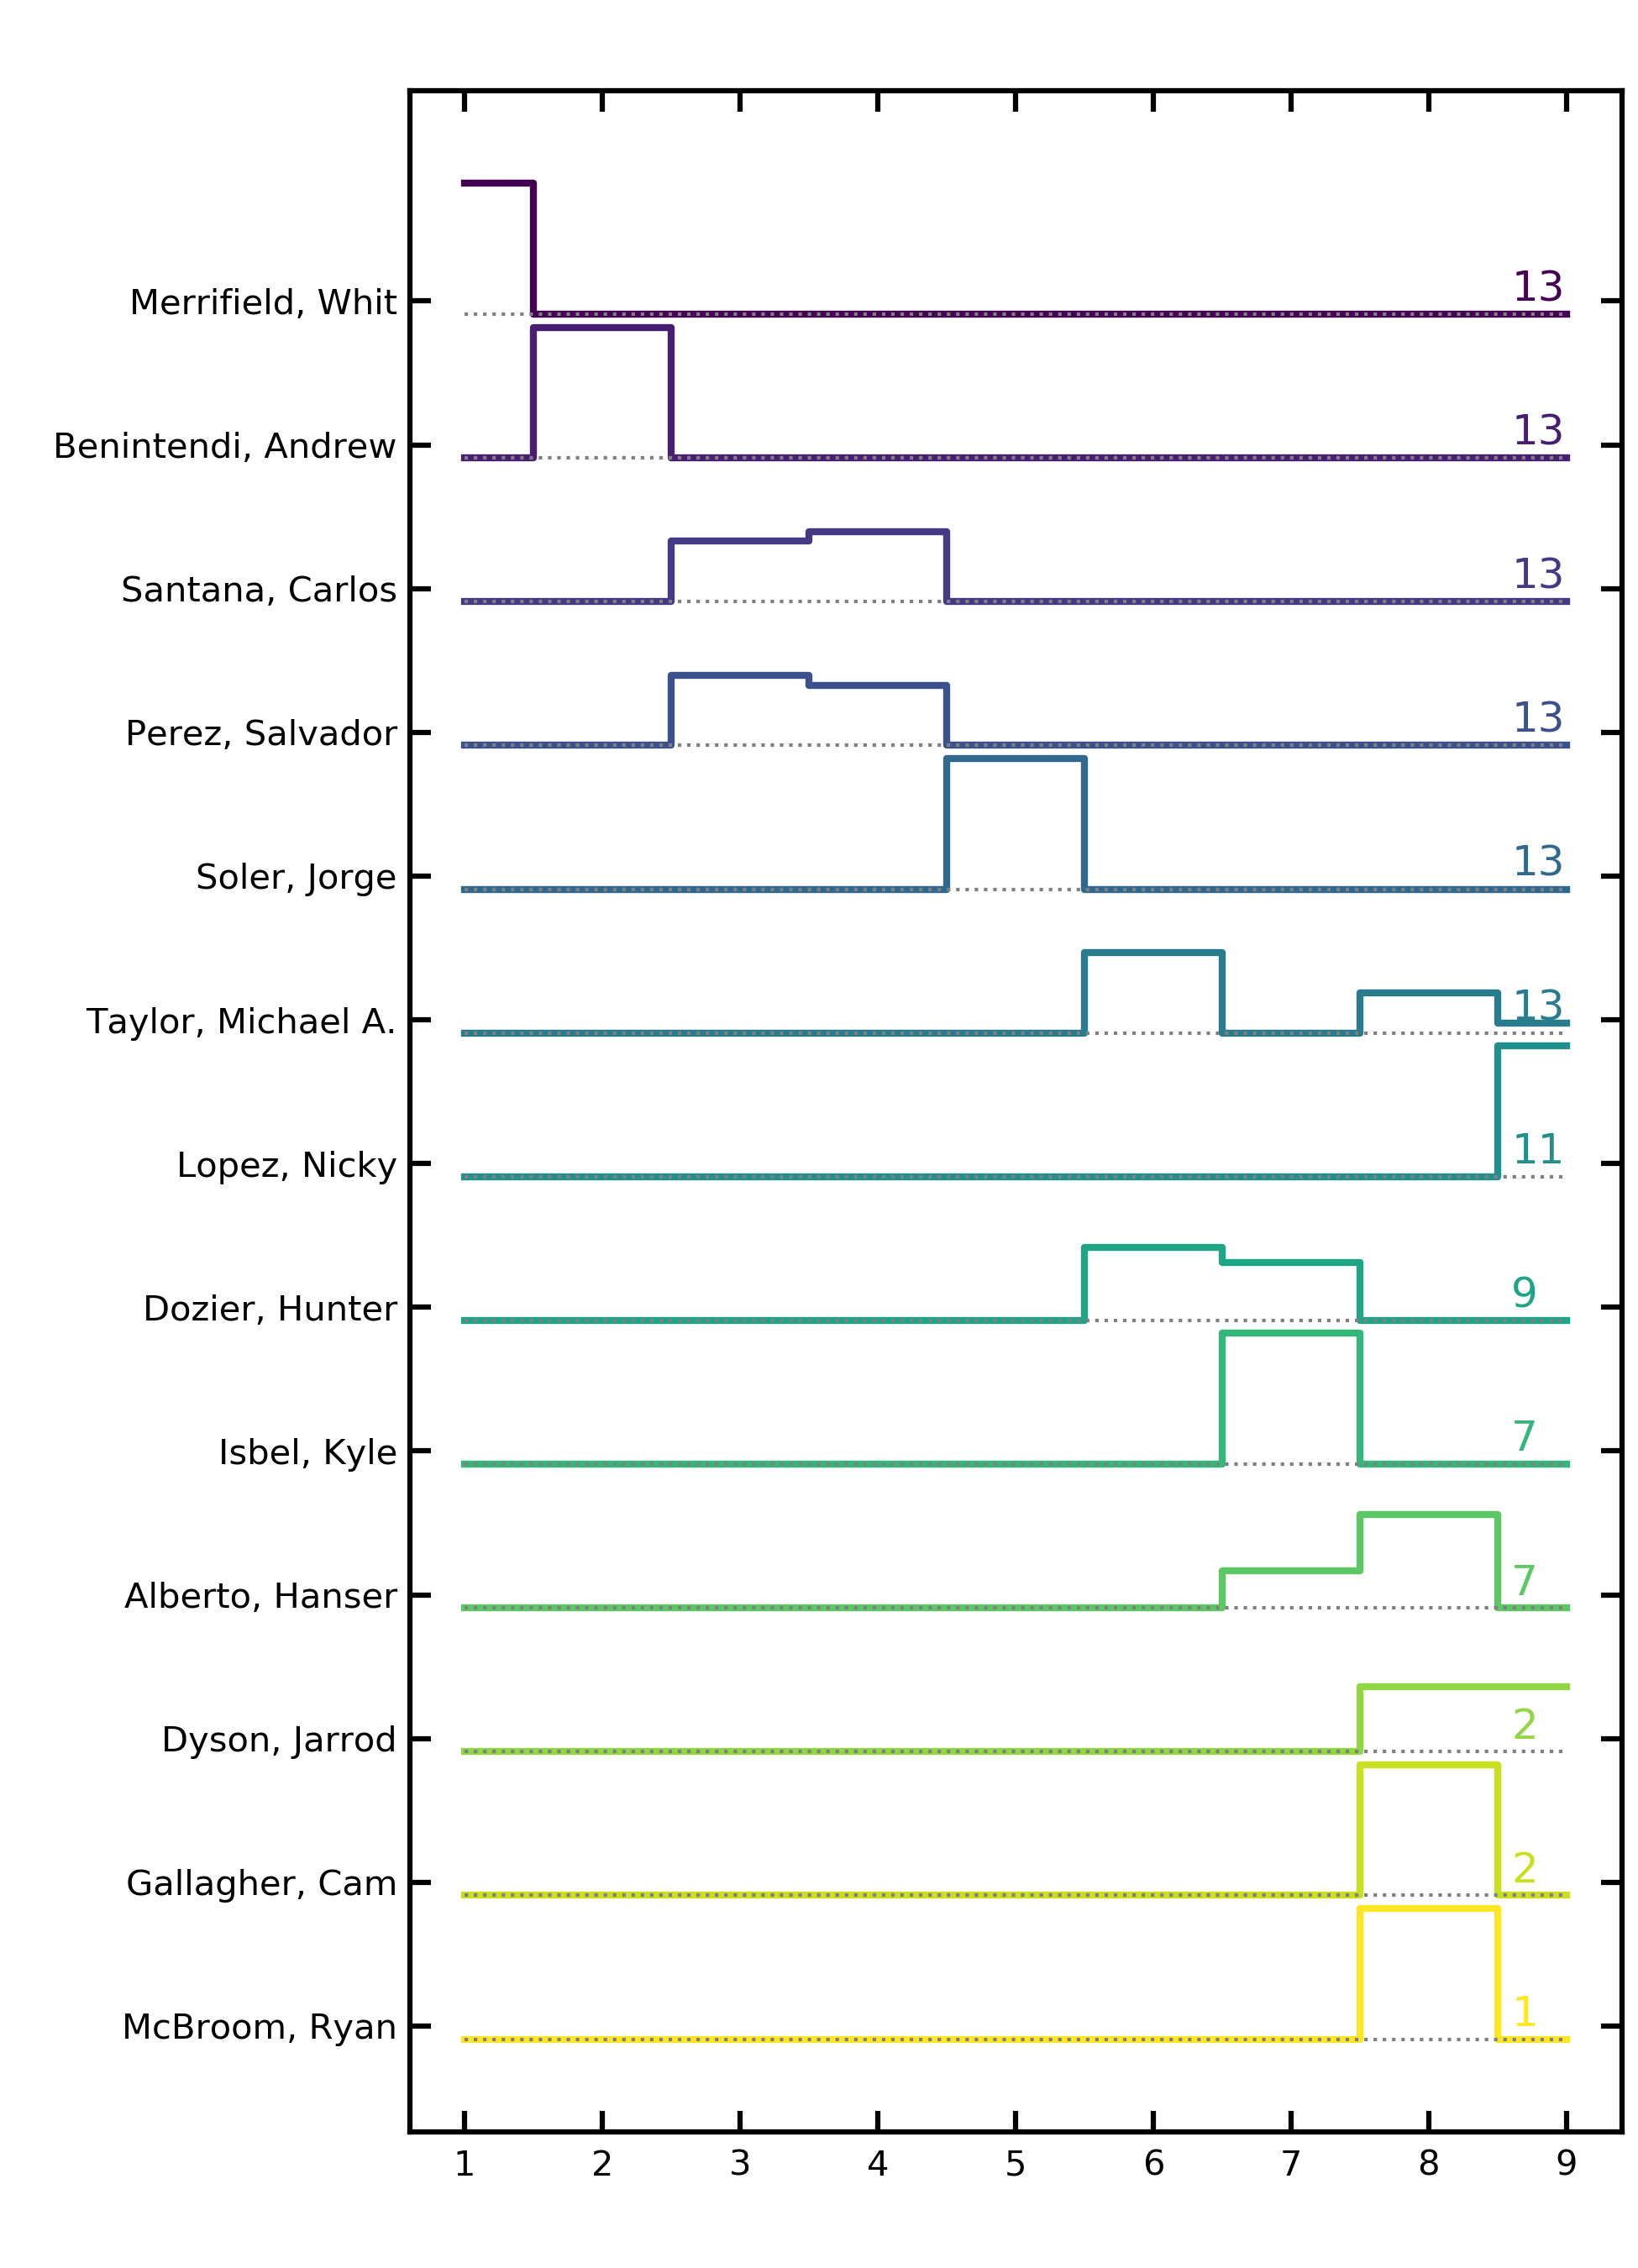 Merrifield, Whit 13
Benintendi, Andrew 13
Santana, Carlos 13
Perez, Salvador 13
Soler, Jorge 13
Taylor, Michael A. 13
Lopez, Nicky 11
Dozier, Hunter 9
Isbel, Kyle 7
Alberto, Hanser 7
Dyson, Jarrod 2
Gallagher, Cam 2
McBroom, Ryan 1
1 2 3 4 5 6 7 8 9